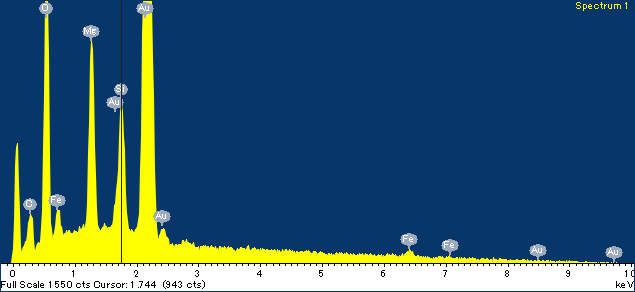 Spectrum 1
O Au
Mg
Si
Au
C Fe
Au
Fe Fe Au Au
0 1 2 3 4 5 6 7 8 9 10
Full Scale 1550 cts Cursor: 1.744 (943 cts) keV